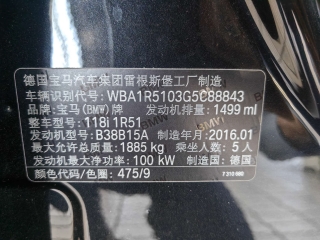 德国宝马汽车集团雷根斯堡工厂制造
车辆识别代号: WBA1R5103G5C88843
品牌: 宝马(BMW)牌 发动机排量: 1499 ml
型号: 118i 1R51
发动机型号: B38B15A 制造年月: 2016.01
最大允许总质量: 1885 kg 乘坐人数: 5 人
发动机最大净功率: 100 kW 制造国: 德国
颜色代码/色圈: 475/9
7 310 680